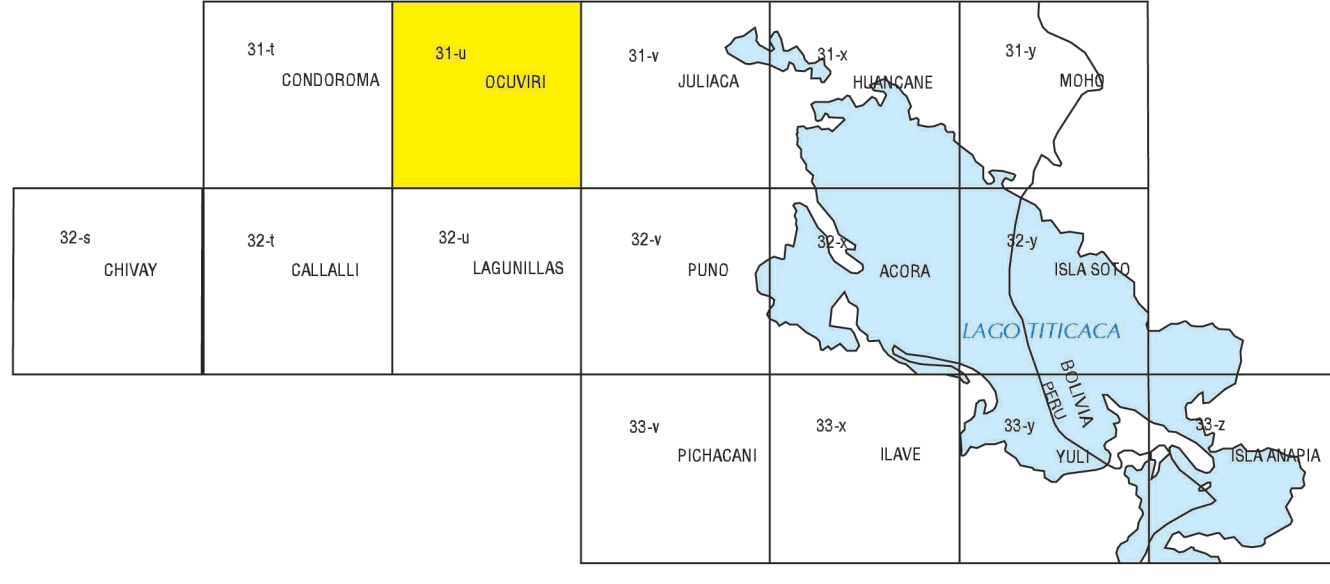 31-t
CONDOROMA
31-u
OCUVIRI
31-v
JULIACA
31-x
HUANCANE
31-y
MOHO
32-s
CHIVAY
32-t
CALLALLI
32-u
LAGUNILLAS
32-v
PUNO
32-x
ACORA
32-y
ISLA SOTO
LAGO TITICACA
BOLIVIA
PERU
33-v
PICHACANI
33-x
ILAVE
33-y
YULI
33-z
ISLA ANAPIA